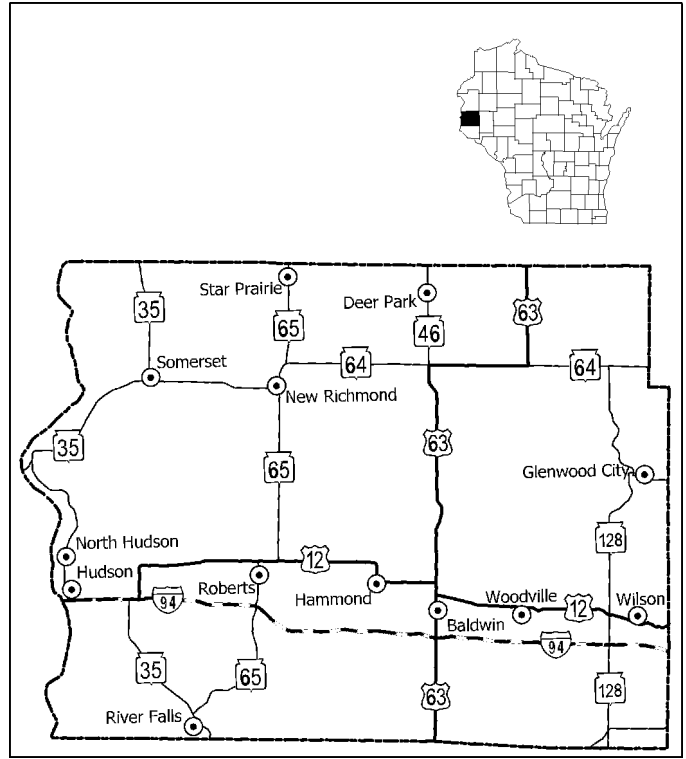 Star Prairie
Deer Park
35
65
46
63
Somerset
64
64
New Richmond
35
63
65
Glenwood City
North Hudson
128
12
Hudson
Roberts
Hammond
Woodville
Wilson
94
12
Baldwin
94
35
65
63
128
River Falls